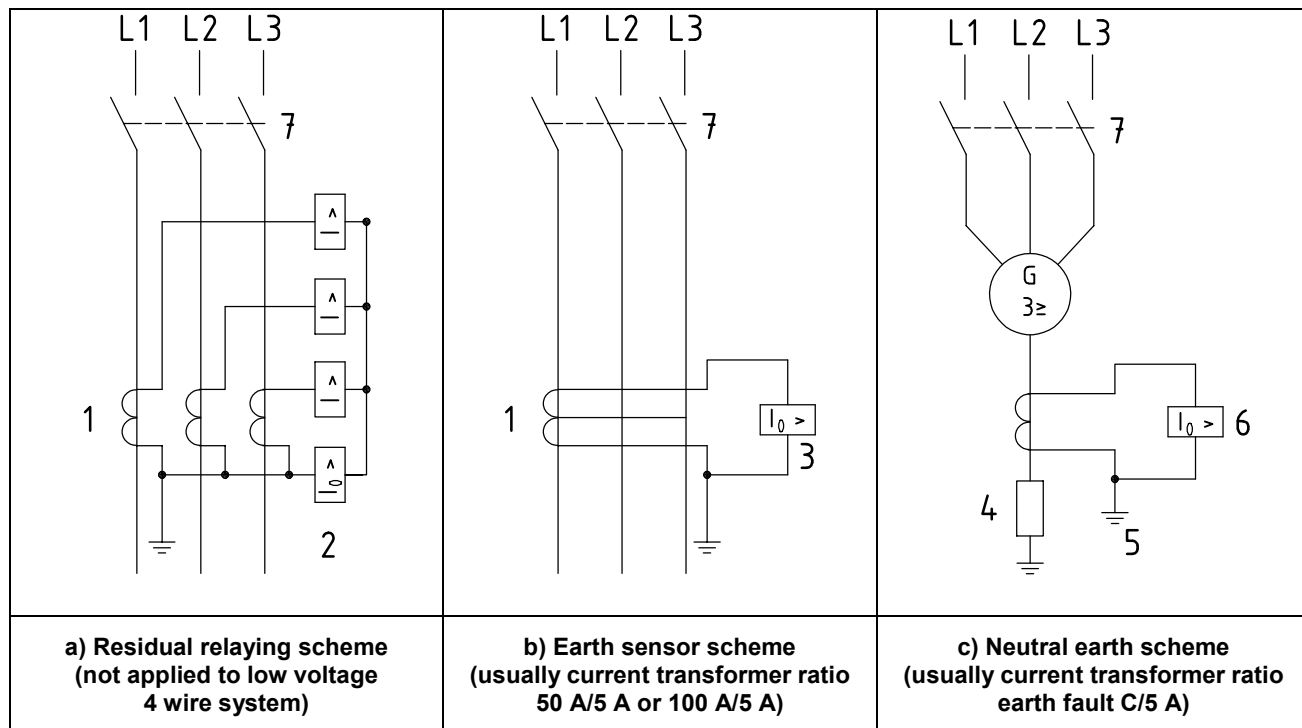 L1 L2 L3
7
I >
I >
I >
I0 >
1
2
a) Residual relaying scheme
(not applied to low voltage
4 wire system)
L1 L2 L3
7
1
I0 >
3
b) Earth sensor scheme
(usually current transformer ratio
50 A/5 A or 100 A/5 A)
L1 L2 L3
7
G
3≥
I0 > 6
4
5
c) Neutral earth scheme
(usually current transformer ratio
earth fault C/5 A)